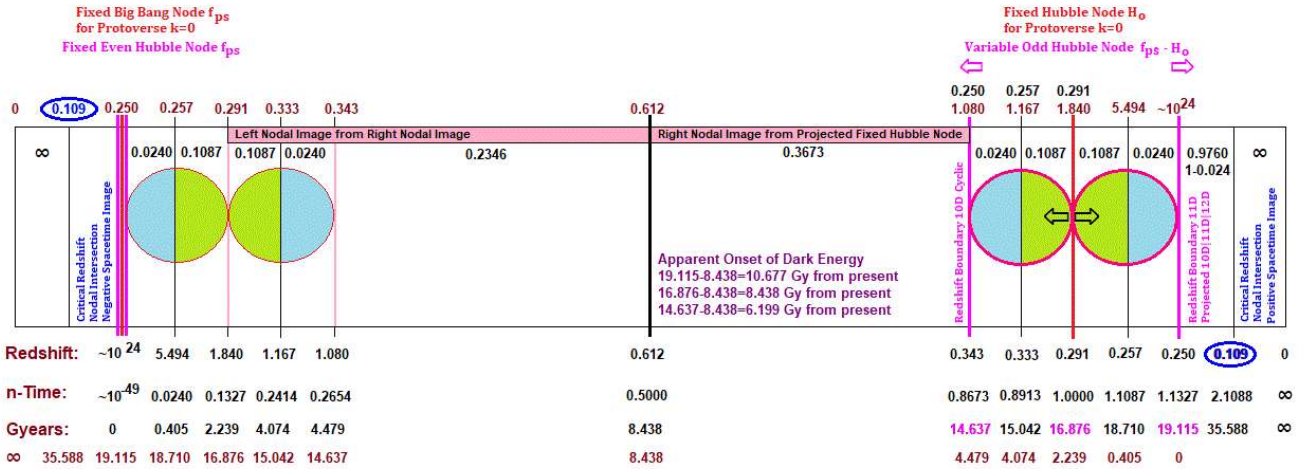 Fixed Big Bang Node fps
for Protoverse k=0
Fixed Even Hubble Node fps
Fixed Hubble Node Ho
for Protoverse k=0
Variable Odd Hubble Node fps - Ho
0.250 0.257 0.291
0 0.109 0.250 0.257 0.291 0.333 0.343 0.612 1.080 1.167 1.840 5.494 ~10^24
Left Nodal Image from Right Nodal Image
Right Nodal Image from Projected Fixed Hubble Node
∞ 0.0240 0.1087 0.1087 0.0240 0.2346 0.3673 0.0240 0.1087 0.1087 0.0240 0.9760 ∞
1-0.024
Critical Redshift
Nodal Intersection
Negative Spacetime Image
Apparent Onset of Dark Energy
19.115-8.438=10.677 Gy from present
16.876-8.438=8.438 Gy from present
14.637-8.438=6.199 Gy from present
Redshift Boundary 10D Cyclic
Redshift Boundary 11D
Projected 10D|11D|12D
Critical Redshift
Nodal Intersection
Positive Spacetime Image
Redshift: ~10^24 5.494 1.840 1.167 1.080 0.612 0.343 0.333 0.291 0.257 0.250 0.109 0
n-Time: ~10^-49 0.0240 0.1327 0.2414 0.2654 0.5000 0.8673 0.8913 1.0000 1.1087 1.1327 2.1088 ∞
Gyears: 0 0.405 2.239 4.074 4.479 8.438 14.637 15.042 16.876 18.710 19.115 35.588 ∞
∞ 35.588 19.115 18.710 16.876 15.042 14.637 8.438 4.479 4.074 2.239 0.405 0